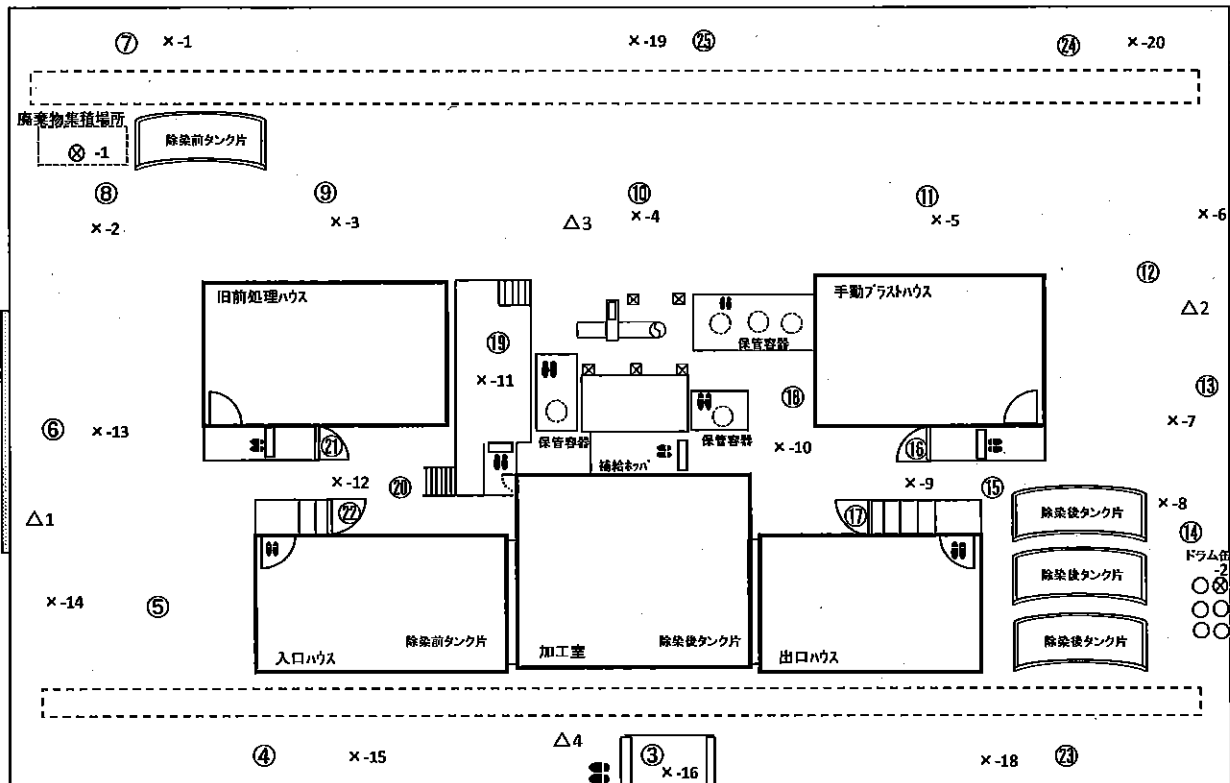 ⑦ ×-1 ×-19 ㉕ ㉔ ×-20
廃棄物集積場所
⊗ -1
除染前タンク片
⑧ ⑨ ⑩ ⑪
×-2 ×-3 △3 ×-4 ×-5 ×-6
⑫
旧前処理ハウス
手動ブラストハウス
△2
保管容器
⑲
×-11
⑱
⑬
×-7
⑥ ×-13
㉑
保管容器
保管容器
×-10
⑯
補給ホッパ
×-12 ⑳
×-9 ⑮
△1
㉒
⑰
除染後タンク片
×-8
⑭
ドラム缶
-2
除染後タンク片
×-14 ⑤
入口ハウス
除染前タンク片
加工室
除染後タンク片
出口ハウス
除染後タンク片
④ ×-15 △4 ③ ×-16 ×-18 ㉓